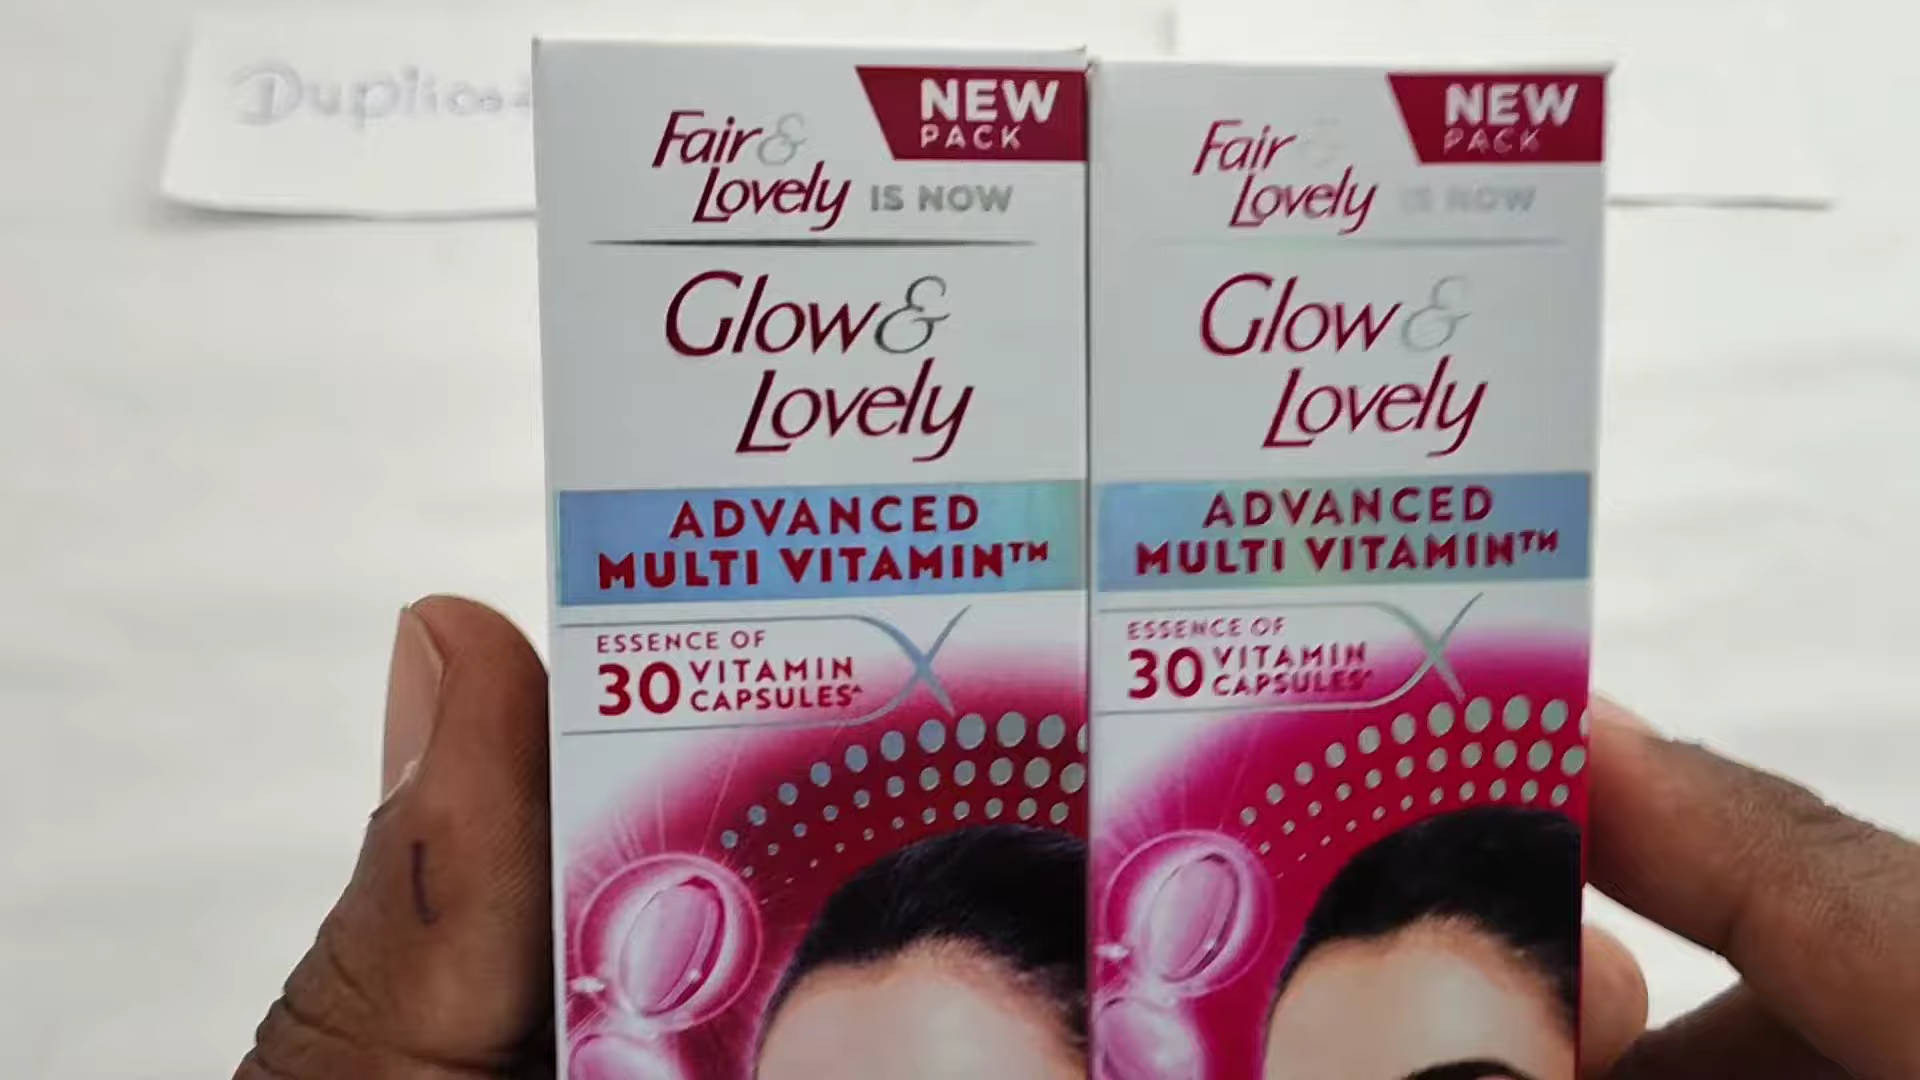 NEW
PACK
Fair &
Lovely IS NOW
Glow &
Lovely
ADVANCED
MULTI VITAMIN™
ESSENCE OF
30 VITAMIN
CAPSULES^
NEW
PACK
Fair &
Lovely IS NOW
Glow &
Lovely
ADVANCED
MULTI VITAMIN™
ESSENCE OF
30 VITAMIN
CAPSULES^